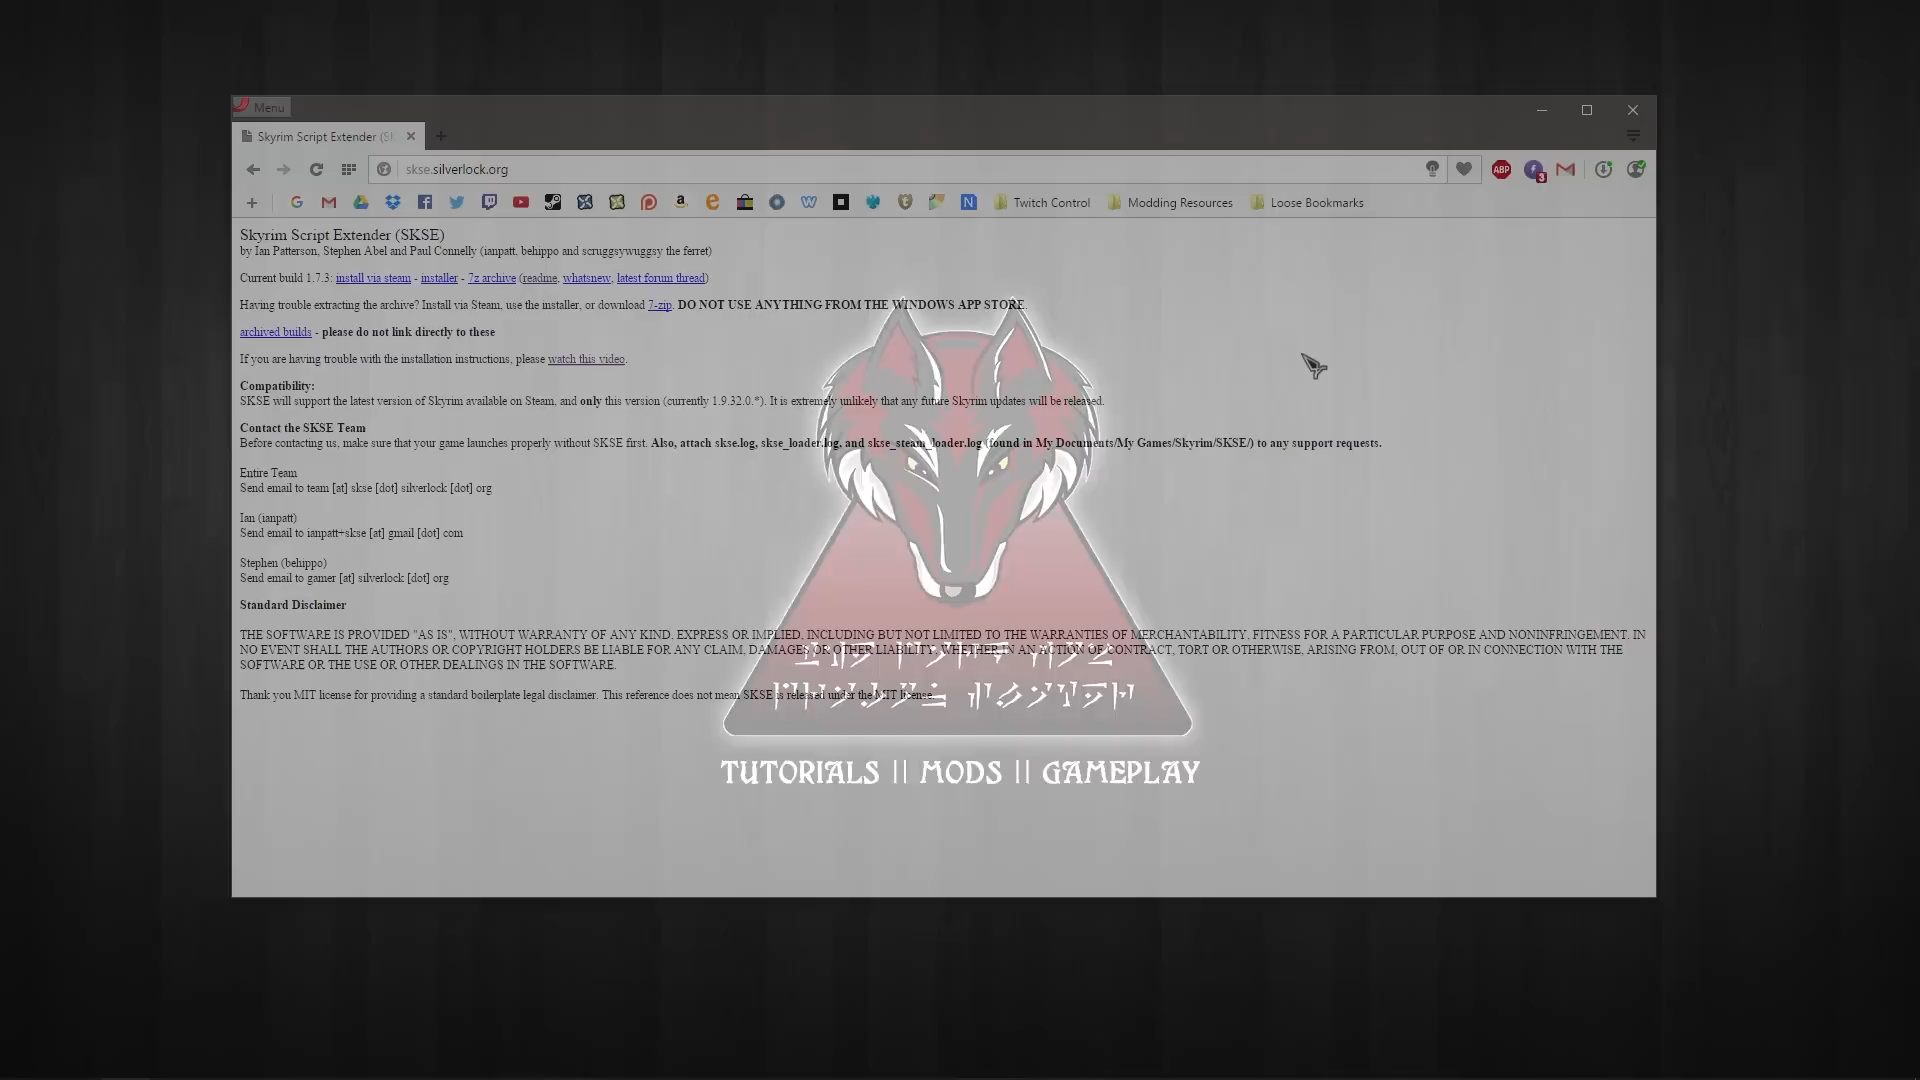 Menu
Skyrim Script Extender (SK
skse.silverlock.org
ABP
3
Twitch Control
Modding Resources
Loose Bookmarks
Skyrim Script Extender (SKSE)
by Ian Patterson, Stephen Abel and Paul Connelly (ianpatt, behippo and scruggsywuggsy the ferret)
Current build 1.7.3: install via steam - installer - 7z archive (readme, whatsnew, latest forum thread)
Having trouble extracting the archive? Install via Steam, use the installer, or download 7-zip. DO NOT USE ANYTHING FROM THE WINDOWS APP STORE.
archived builds - please do not link directly to these
If you are having trouble with the installation instructions, please watch this video.
Compatibility:
SKSE will support the latest version of Skyrim available on Steam, and only this version (currently 1.9.32.0.*). It is extremely unlikely that any future Skyrim updates will be released.
Contact the SKSE Team
Before contacting us, make sure that your game launches properly without SKSE first. Also, attach skse.log, skse_loader.log, and skse_steam_loader.log (found in My Documents/My Games/Skyrim/SKSE/) to any support requests.
Entire Team
Send email to team [at] skse [dot] silverlock [dot] org
Ian (ianpatt)
Send email to ianpatt+skse [at] gmail [dot] com
Stephen (behippo)
Send email to gamer [at] silverlock [dot] org
Standard Disclaimer
THE SOFTWARE IS PROVIDED "AS IS", WITHOUT WARRANTY OF ANY KIND, EXPRESS OR IMPLIED, INCLUDING BUT NOT LIMITED TO THE WARRANTIES OF MERCHANTABILITY, FITNESS FOR A PARTICULAR PURPOSE AND NONINFRINGEMENT. IN
NO EVENT SHALL THE AUTHORS OR COPYRIGHT HOLDERS BE LIABLE FOR ANY CLAIM, DAMAGES OR OTHER LIABILITY, WHETHER IN AN ACTION OF CONTRACT, TORT OR OTHERWISE, ARISING FROM, OUT OF OR IN CONNECTION WITH THE
SOFTWARE OR THE USE OR OTHER DEALINGS IN THE SOFTWARE.
Thank you MIT license for providing a standard boilerplate legal disclaimer. This reference does not mean SKSE is released under the MIT license.
TUTORIALS || MODS || GAMEPLAY